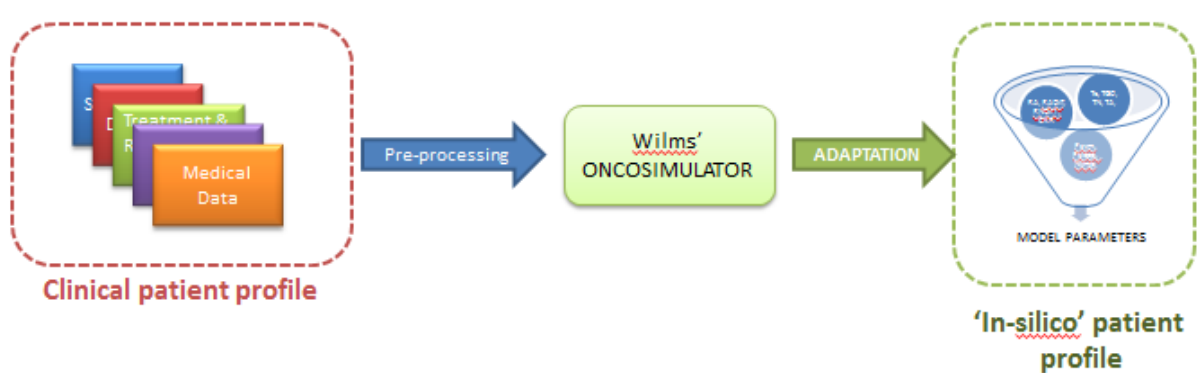 S
D
Treatment &
R
Medical
Data
Clinical patient profile
Pre-processing
Wilms’
ONCOSIMULATOR
ADAPTATION
MODEL PARAMETERS
‘In-silico’ patient
profile